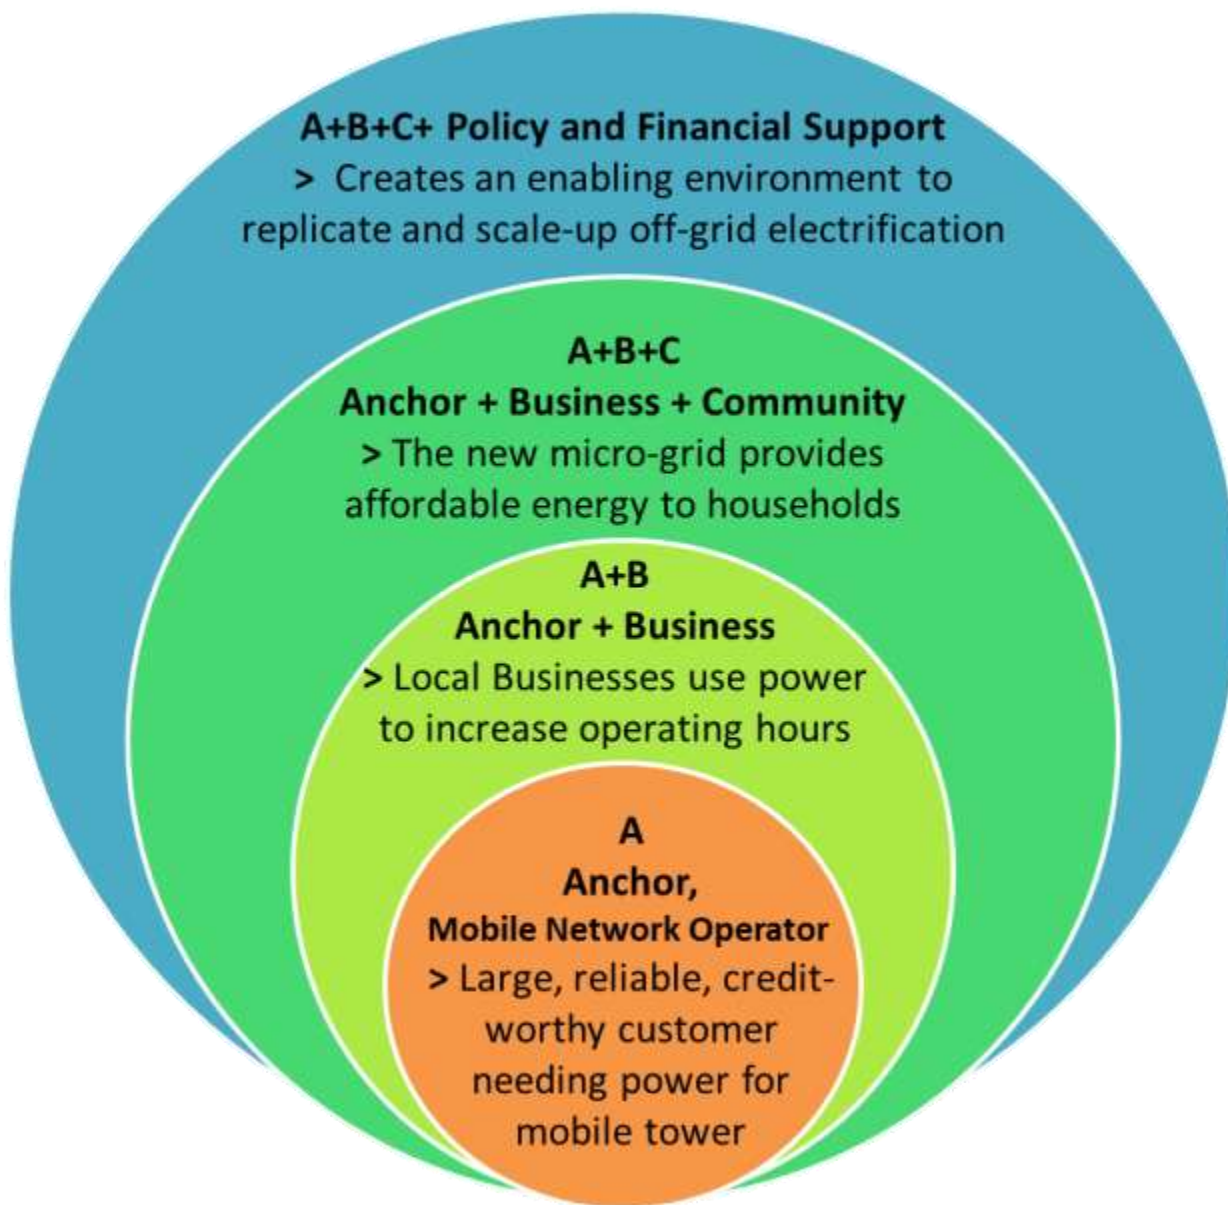 A+B+C+ Policy and Financial Support
> Creates an enabling environment to
replicate and scale-up off-grid electrification
A+B+C
Anchor + Business + Community
> The new micro-grid provides
affordable energy to households
A+B
Anchor + Business
> Local Businesses use power
to increase operating hours
A
Anchor,
Mobile Network Operator
> Large, reliable, credit-
worthy customer
needing power for
mobile tower